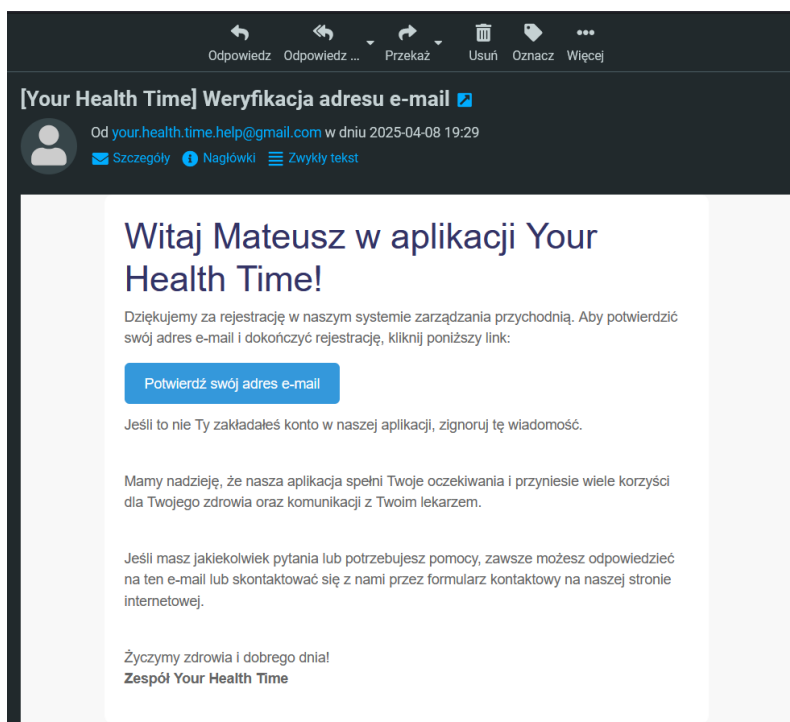 Odpowiedz Odpowiedz ... Przekaż Usuń Oznacz Więcej
[Your Health Time] Weryfikacja adresu e-mail
Od your.health.time.help@gmail.com w dniu 2025-04-08 19:29
Szczegóły Nagłówki Zwykły tekst
Witaj Mateusz w aplikacji Your
Health Time!
Dziękujemy za rejestrację w naszym systemie zarządzania przychodnią. Aby potwierdzić
swój adres e-mail i dokończyć rejestrację, kliknij poniższy link:
Potwierdź swój adres e-mail
Jeśli to nie Ty zakładałeś konto w naszej aplikacji, zignoruj tę wiadomość.
Mamy nadzieję, że nasza aplikacja spełni Twoje oczekiwania i przyniesie wiele korzyści
dla Twojego zdrowia oraz komunikacji z Twoim lekarzem.
Jeśli masz jakiekolwiek pytania lub potrzebujesz pomocy, zawsze możesz odpowiedzieć
na ten e-mail lub skontaktować się z nami przez formularz kontaktowy na naszej stronie
internetowej.
Życzymy zdrowia i dobrego dnia!
Zespół Your Health Time